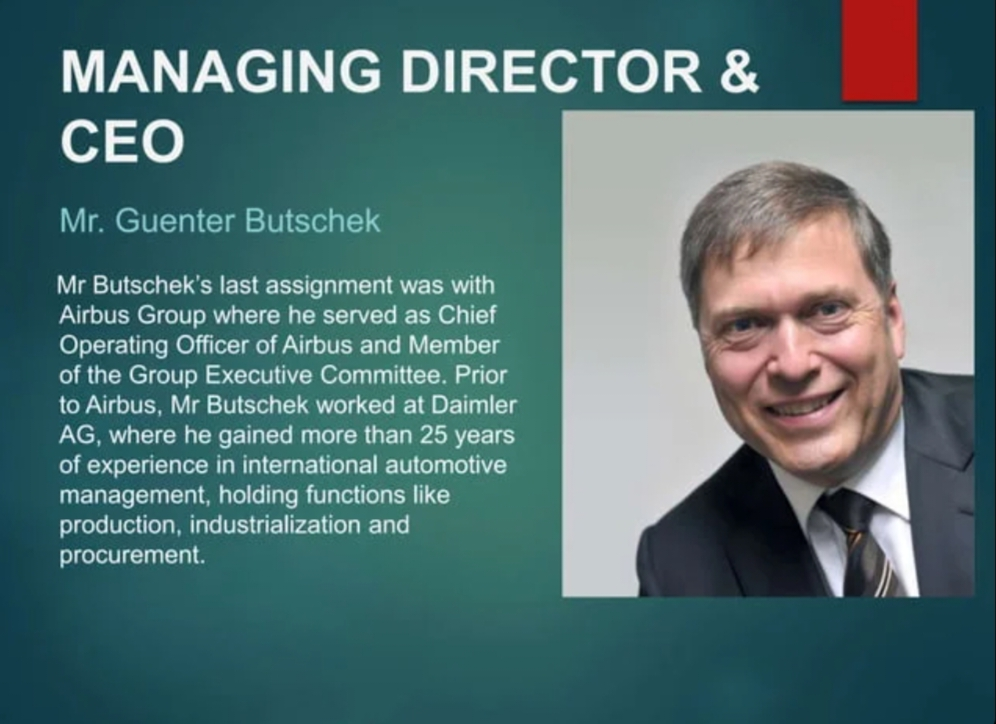 MANAGING DIRECTOR &
CEO
Mr. Guenter Butschek
Mr Butschek’s last assignment was with
Airbus Group where he served as Chief
Operating Officer of Airbus and Member
of the Group Executive Committee. Prior
to Airbus, Mr Butschek worked at Daimler
AG, where he gained more than 25 years
of experience in international automotive
management, holding functions like
production, industrialization and
procurement.